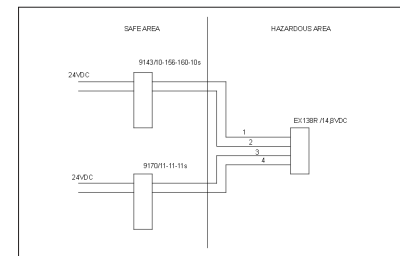 SAFE AREA
HAZARDOUS AREA
9143/10-156-160-10s
24VDC
EX13BR /14,8VDC
1
2
3
4
9170/11-11-11s
24VDC